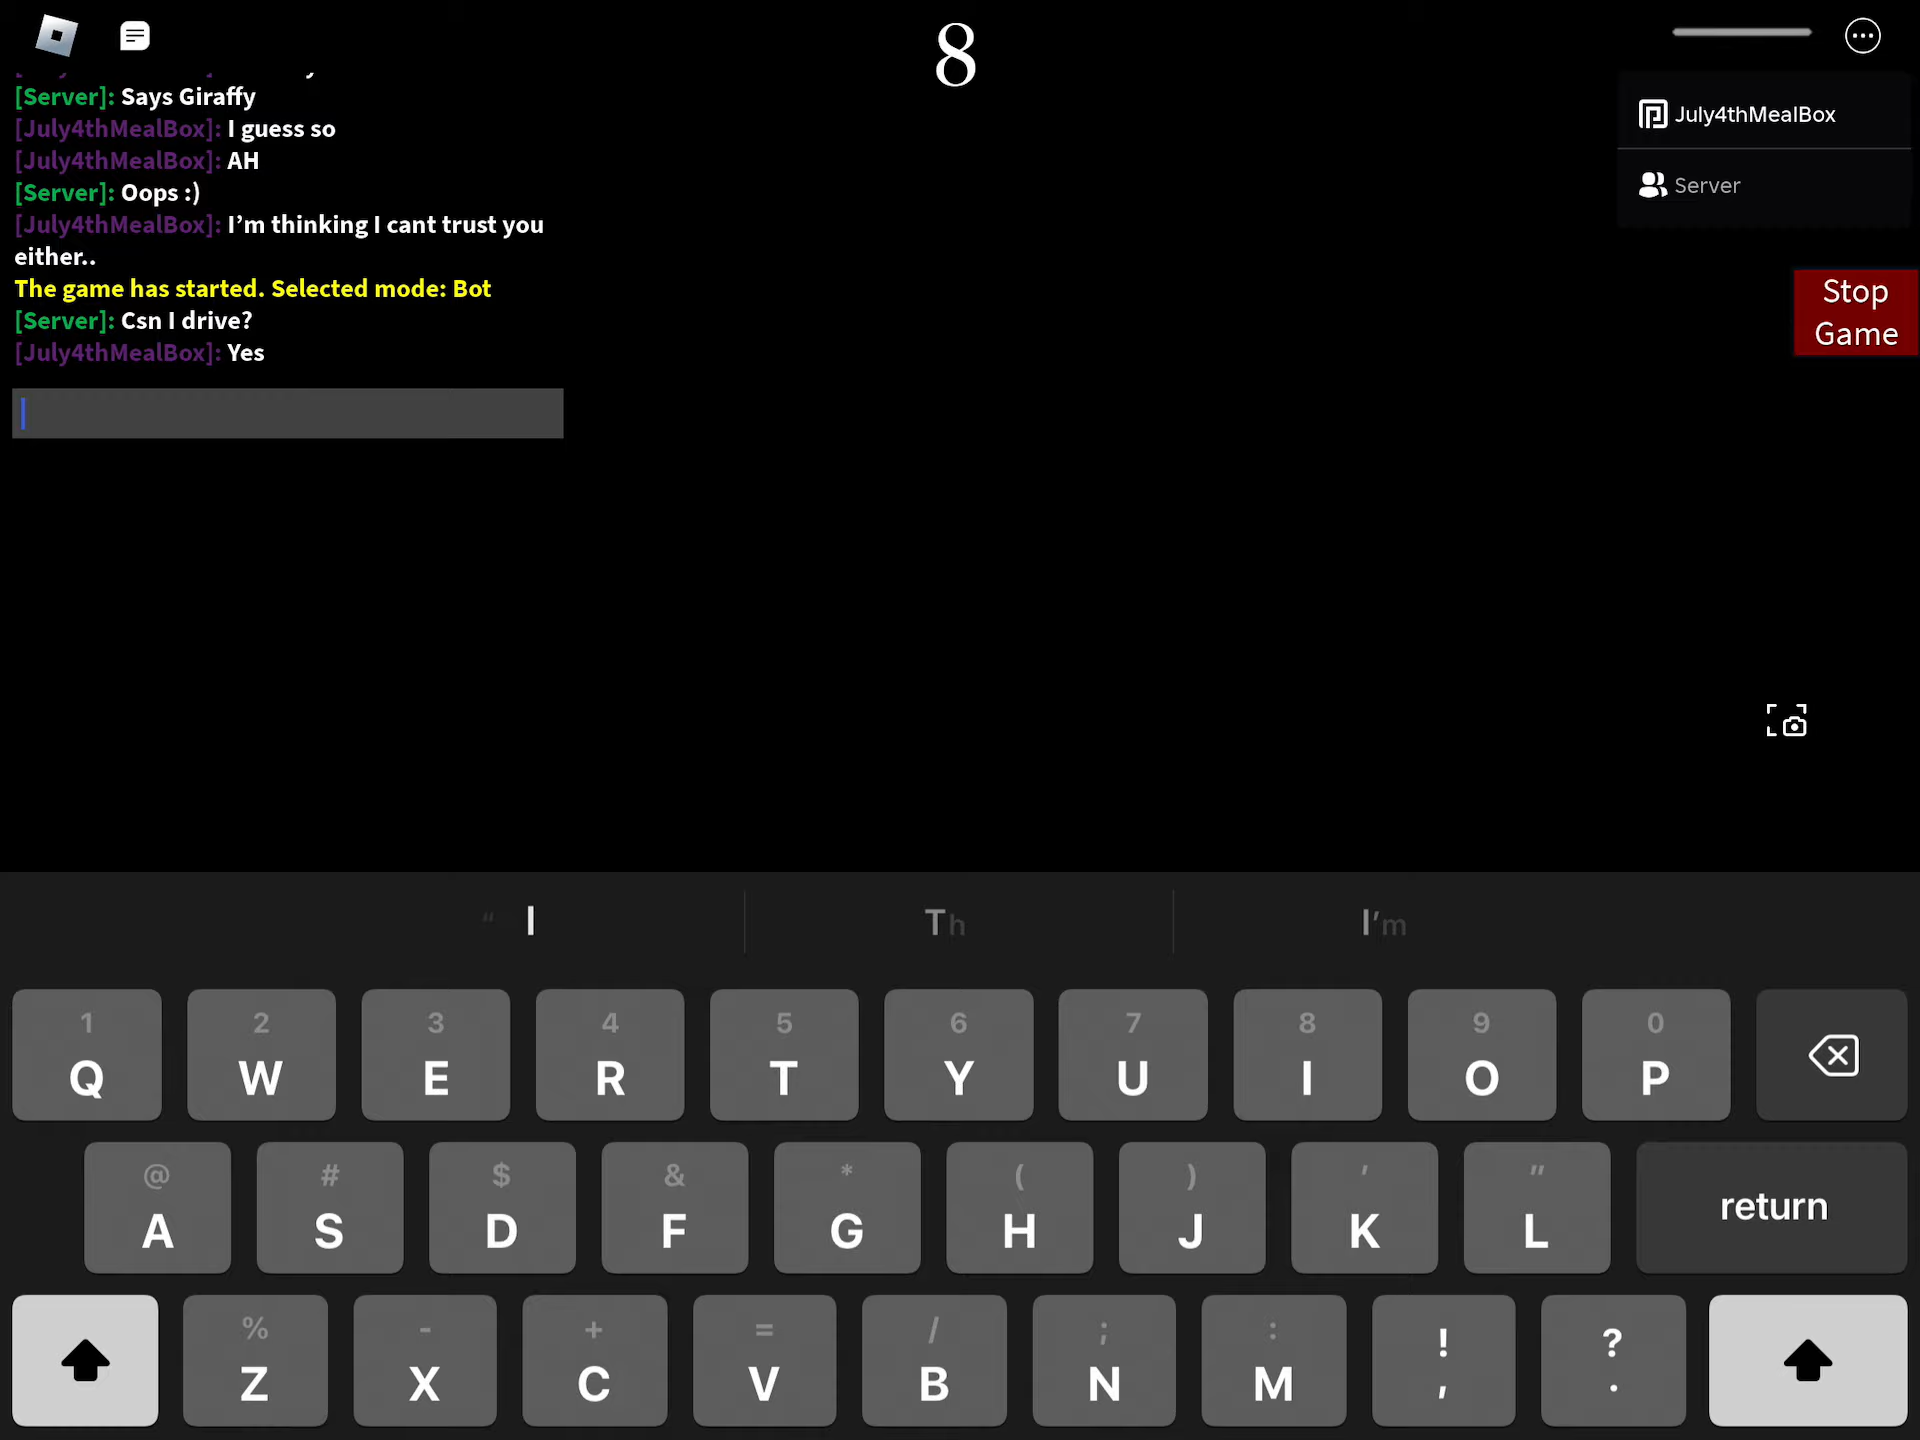 8
[Server]: Says Giraffy
[July4thMealBox]: I guess so
[July4thMealBox]: AH
[Server]: Oops :)
[July4thMealBox]: I'm thinking I cant trust you
either..
The game has started. Selected mode: Bot
[Server]: Csn I drive?
[July4thMealBox]: Yes
July4thMealBox
Server
Stop
Game
“ I Th I'm
1 2 3 4 5 6 7 8 9 0
Q W E R T Y U I O P
@ # $ & * ( ) ' "
A S D F G H J K L return
% - + = / ; : ! ?
Z X C V B N M , .